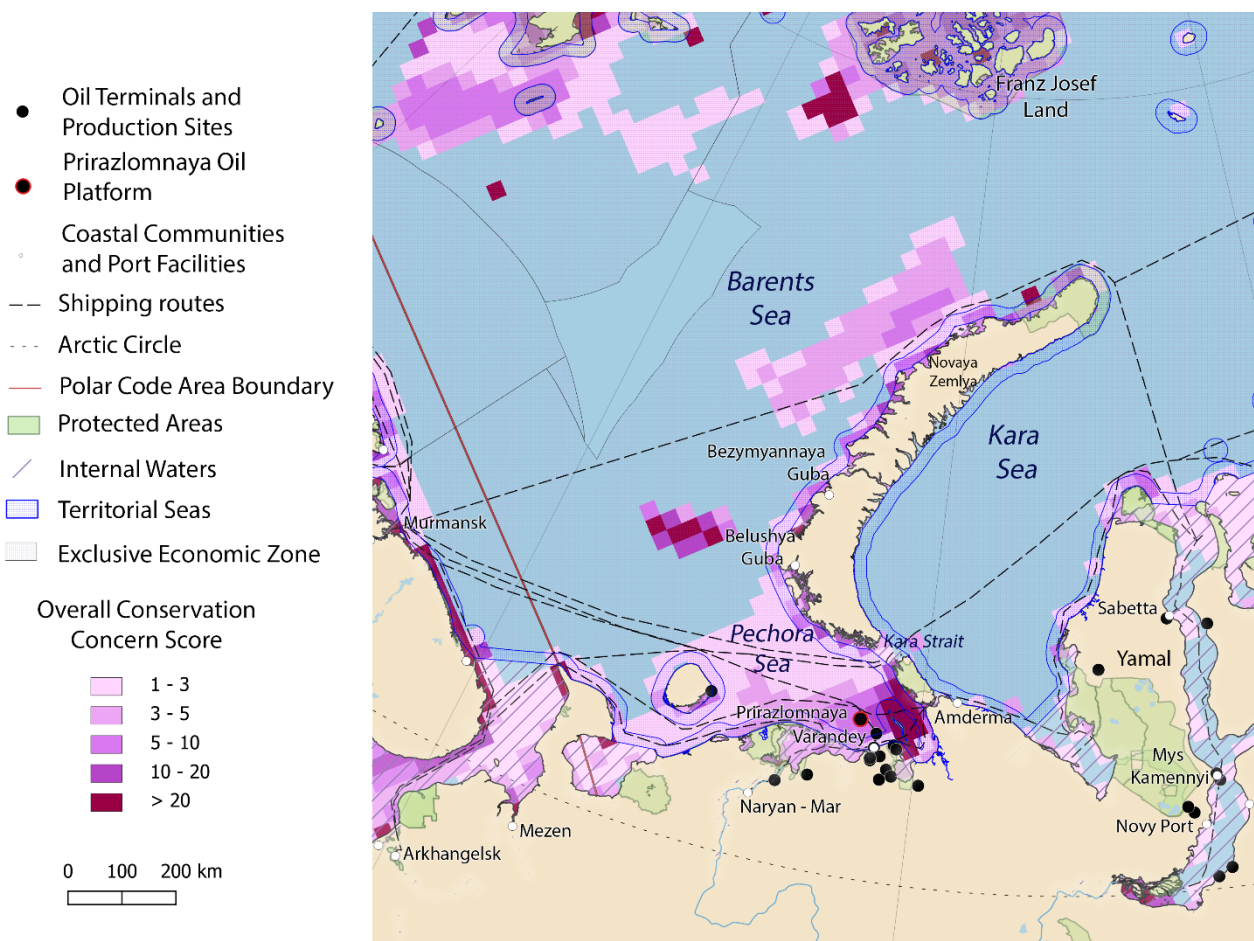 Oil Terminals and
Production Sites
Prirazlomnaya Oil
Platform
Coastal Communities
and Port Facilities
Shipping routes
Arctic Circle
Polar Code Area Boundary
Protected Areas
Internal Waters
Territorial Seas
Exclusive Economic Zone
Overall Conservation
Concern Score
1 - 3
3 - 5
5 - 10
10 - 20
> 20
0 100 200 km
Franz Josef
Land
Barents
Sea
Novaya
Zemlya
Kara
Sea
Bezymyannaya
Guba
Murmansk
Belushya
Guba
Pechora
Sea
Kara Strait
Sabetta
Yamal
Prirazlomnaya
Varandey
Amderma
Mys
Kamennyi
Naryan - Mar
Novy Port
Mezen
Arkhangelsk